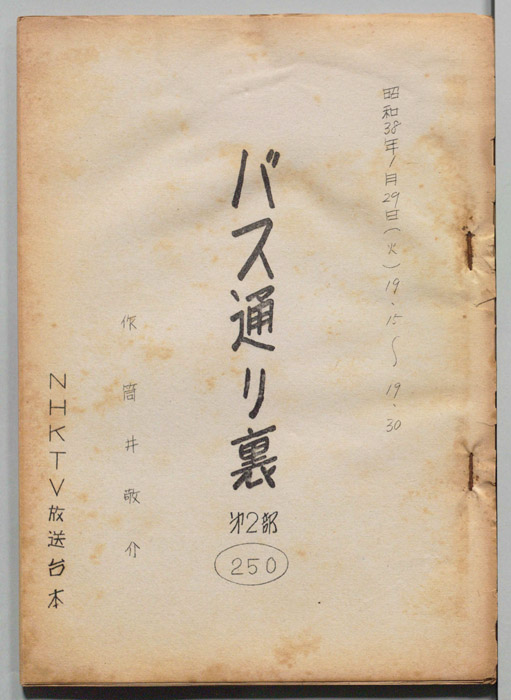 昭和38年1月29日(火)19.15〜19.30
バス通り裏
第2部
250
作 筒井敬介
NHKTV放送台本